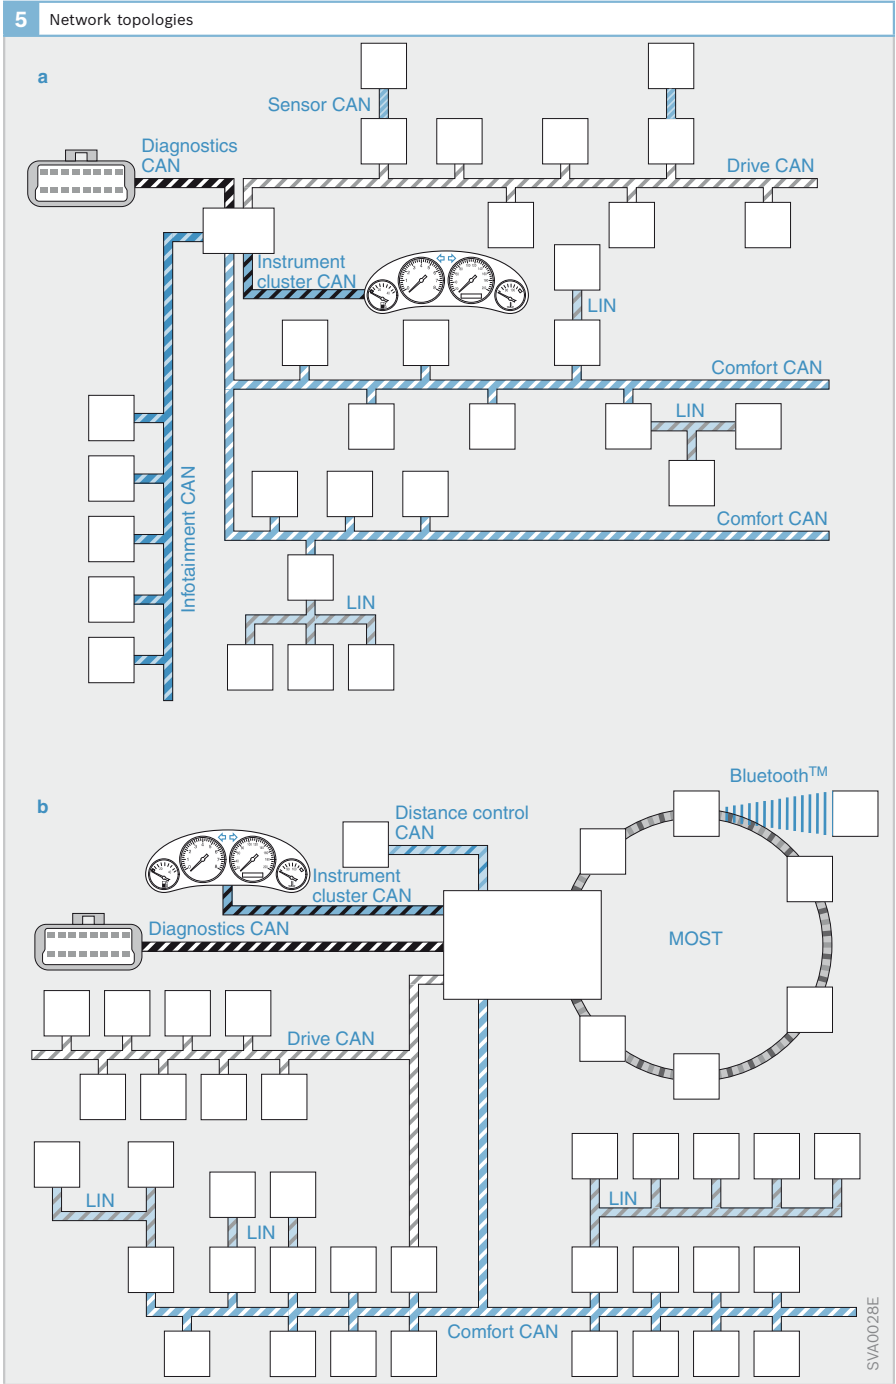 5 Network topologies
a
Sensor CAN
Diagnostics
CAN
Drive CAN
Instrument
cluster CAN
LIN
Comfort CAN
LIN
Infotainment CAN
Comfort CAN
LIN
b
Bluetooth™
Distance control
CAN
Instrument
cluster CAN
Diagnostics CAN
MOST
Drive CAN
LIN
LIN
LIN
Comfort CAN
SVA0028E